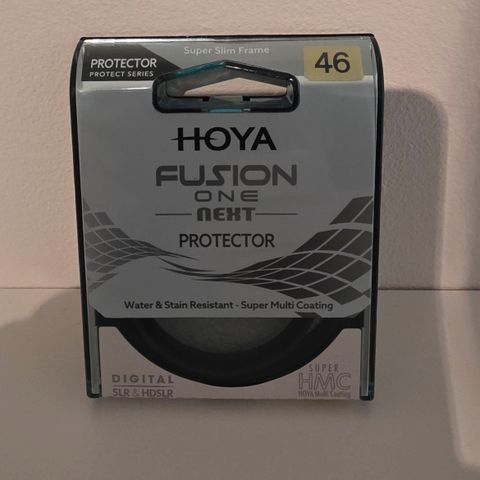 Super Slim Frame
PROTECTOR
PROTECT SERIES
46
HOYA
FUSION
ONE
NEXT
PROTECTOR
Water & Stain Resistant - Super Multi Coating
DIGITAL
SLR & HDSLR
SUPER
HMC
HOYA Multi Coating